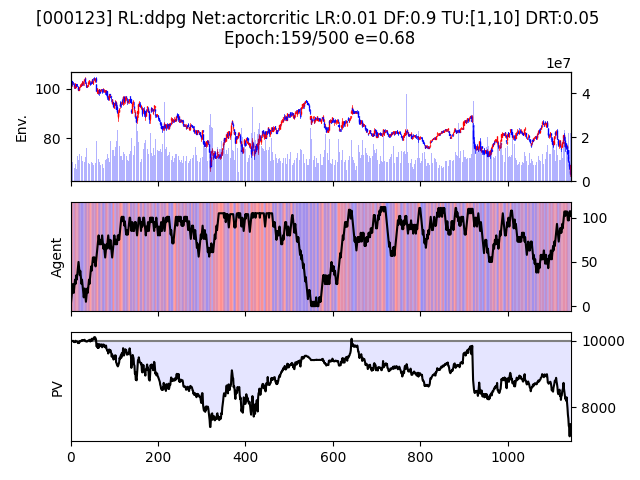 [000123] RL:ddpg Net:actorcritic LR:0.01 DF:0.9 TU:[1,10] DRT:0.05
Epoch:159/500 e=0.68
1e7
Env.
100
80
4
2
0
Agent
100
50
0
PV
10000
8000
0 200 400 600 800 1000